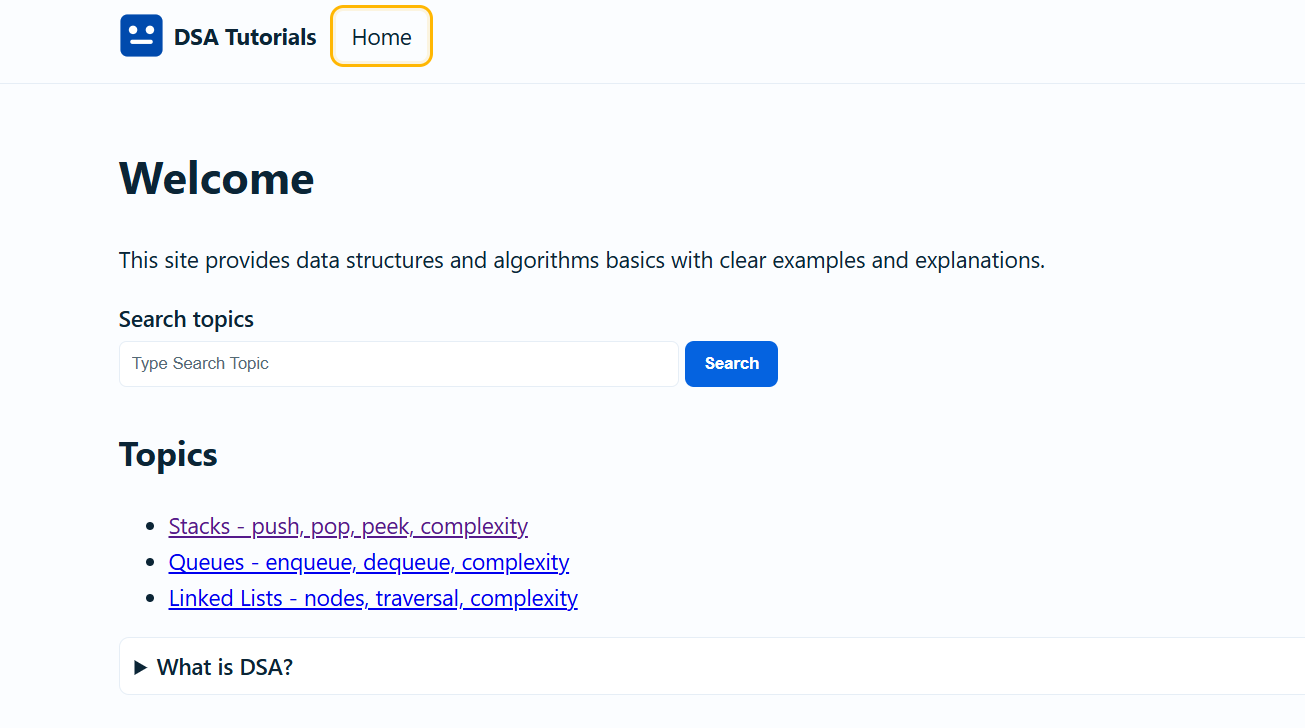 DSA Tutorials Home
Welcome
This site provides data structures and algorithms basics with clear examples and explanations.
Search topics
Type Search Topic Search
Topics
Stacks - push, pop, peek, complexity
Queues - enqueue, dequeue, complexity
Linked Lists - nodes, traversal, complexity
What is DSA?